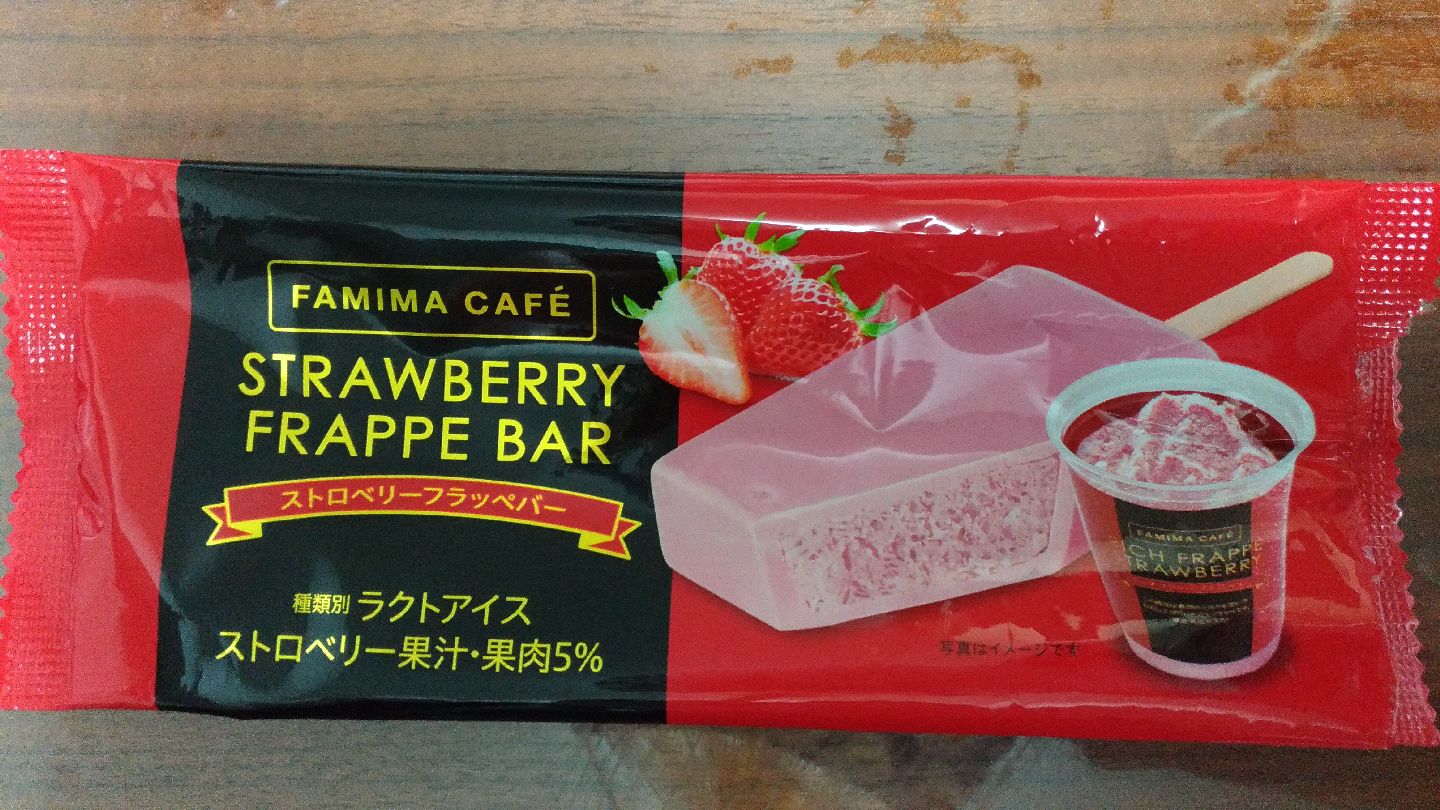 FAMIMA CAFÉ
STRAWBERRY
FRAPPE BAR
ストロベリーフラッペバー
種類別 ラクトアイス
ストロベリー果汁・果肉5%
写真はイメージです
FAMIMA CAFÉ
FRAPPE